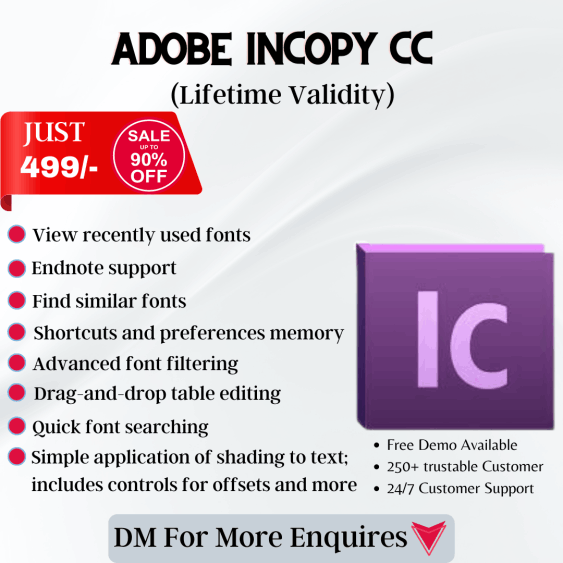 ADOBE INCOPY CC
(Lifetime Validity)
JUST
499/-
SALE
UP TO
90%
OFF
View recently used fonts
Endnote support
Find similar fonts
Shortcuts and preferences memory
Advanced font filtering
Drag-and-drop table editing
Quick font searching
Simple application of shading to text;
includes controls for offsets and more
Ic
• Free Demo Available
• 250+ trustable Customer
• 24/7 Customer Support
DM For More Enquires